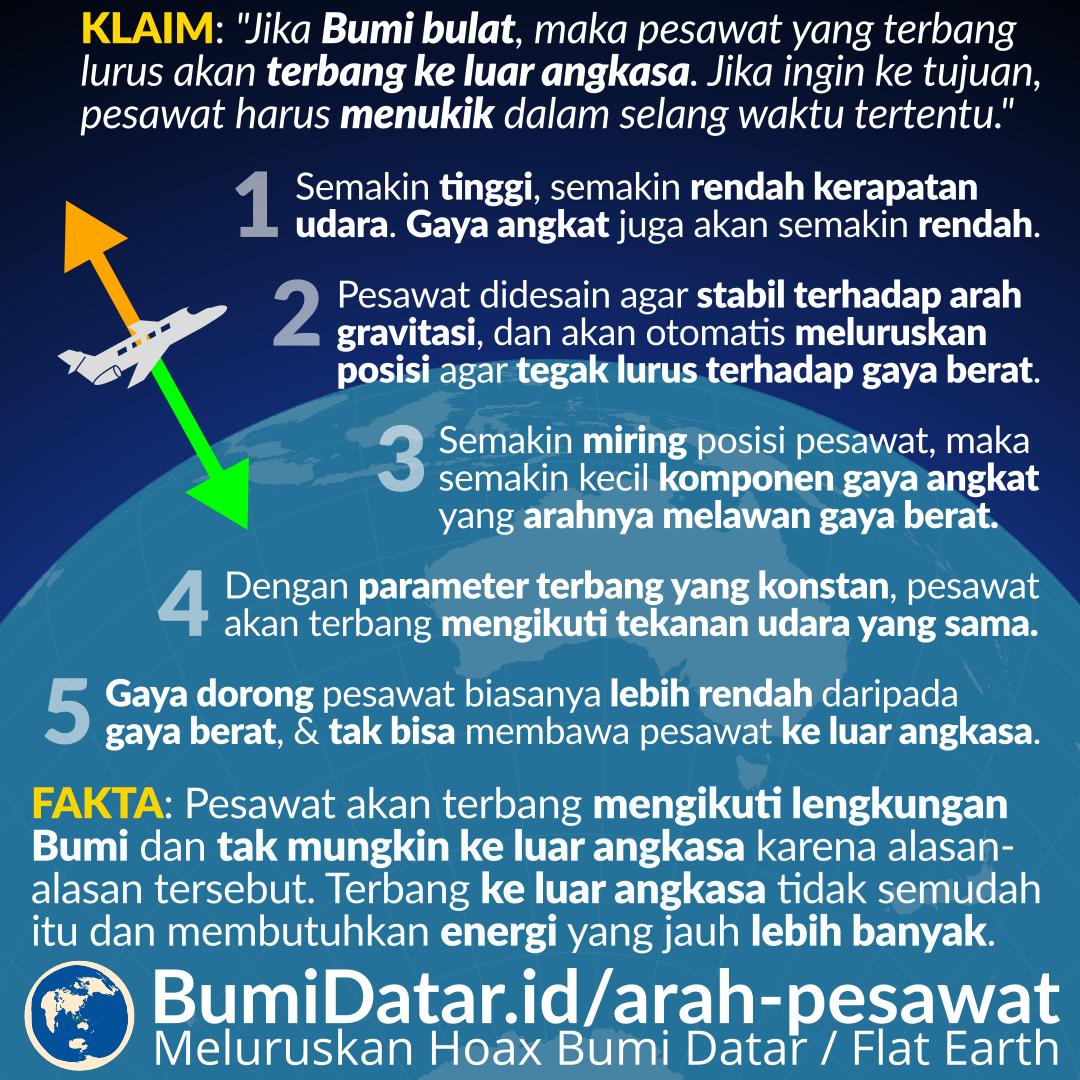 KLAIM: "Jika Bumi bulat, maka pesawat yang terbang
lurus akan terbang ke luar angkasa. Jika ingin ke tujuan,
pesawat harus menukik dalam selang waktu tertentu."
1 Semakin tinggi, semakin rendah kerapatan
udara. Gaya angkat juga akan semakin rendah.
2 Pesawat didesain agar stabil terhadap arah
gravitasi, dan akan otomatis meluruskan
posisi agar tegak lurus terhadap gaya berat.
3 Semakin miring posisi pesawat, maka
semakin kecil komponen gaya angkat
yang arahnya melawan gaya berat.
4 Dengan parameter terbang yang konstan, pesawat
akan terbang mengikuti tekanan udara yang sama.
5 Gaya dorong pesawat biasanya lebih rendah daripada
gaya berat, & tak bisa membawa pesawat ke luar angkasa.
FAKTA: Pesawat akan terbang mengikuti lengkungan
Bumi dan tak mungkin ke luar angkasa karena alasan-
alasan tersebut. Terbang ke luar angkasa tidak semudah
itu dan membutuhkan energi yang jauh lebih banyak.
BumiDatar.id/arah-pesawat
Meluruskan Hoax Bumi Datar / Flat Earth